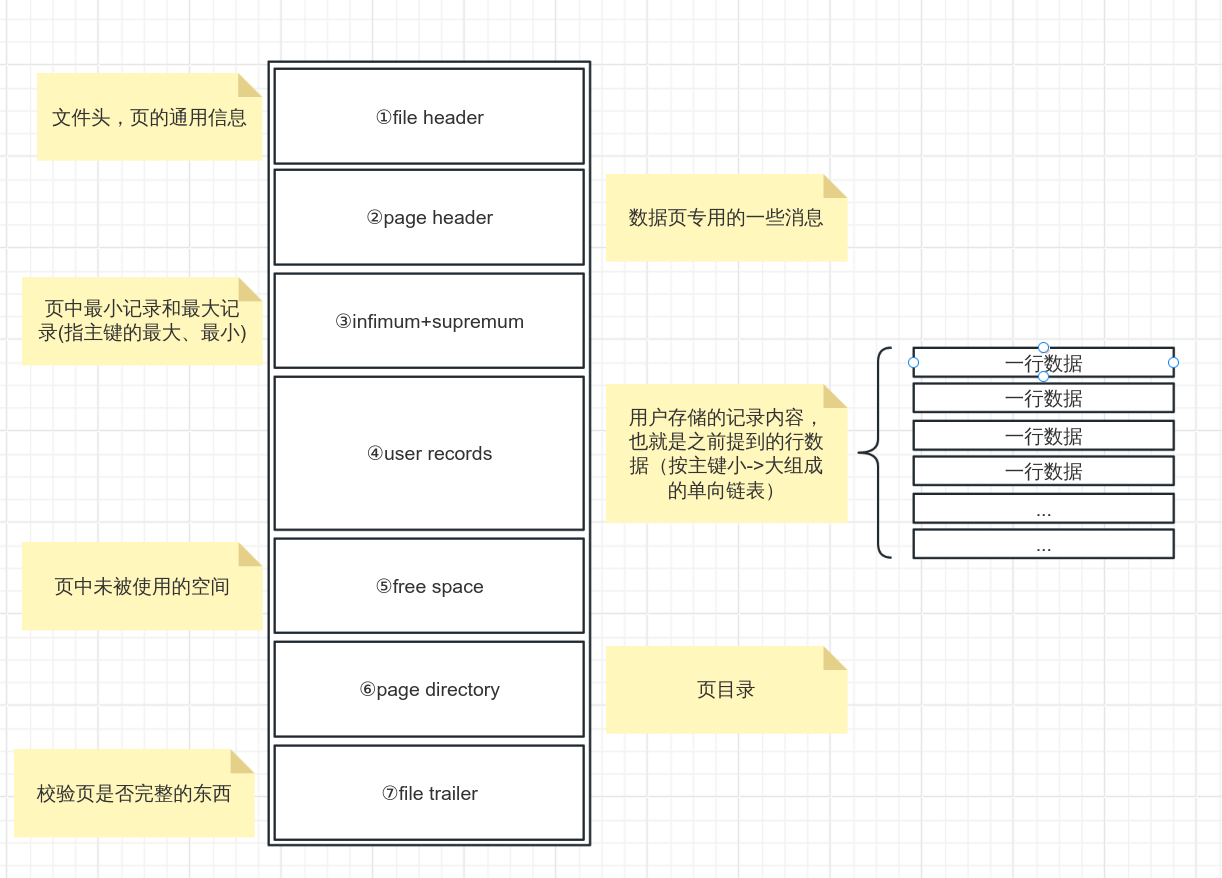 文件头，页的通用信息
①file header
②page header
数据页专用的一些消息
页中最小记录和最大记
录(指主键的最大、最小)
③infimum+supremum
④user records
用户存储的记录内容，
也就是之前提到的行数
据（按主键小->大组成
的单向链表）
一行数据
一行数据
一行数据
一行数据
...
...
页中未被使用的空间
⑤free space
⑥page directory
页目录
校验页是否完整的东西
⑦file trailer